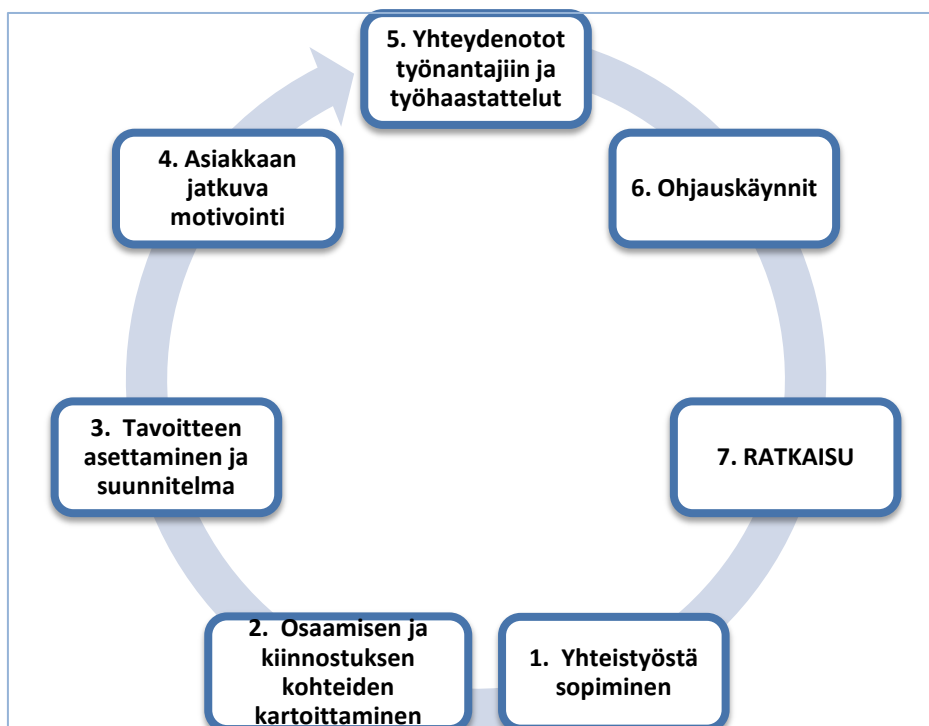 5. Yhteydenotot
työnantajiin ja
työhaastattelut
4. Asiakkaan
jatkuva
motivointi
6. Ohjauskäynnit
3. Tavoitteen
asettaminen ja
suunnitelma
7. RATKAISU
2. Osaamisen ja
kiinnostuksen
kohteiden
kartoittaminen
1. Yhteistyöstä
sopiminen